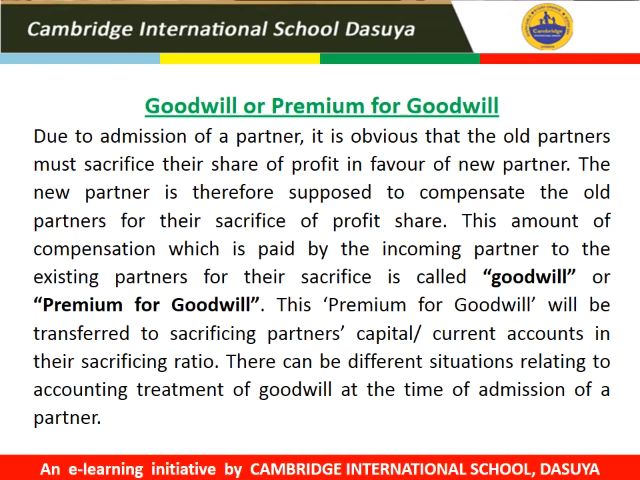 Cambridge International School Dasuya
Cambridge
Goodwill or Premium for Goodwill
Due to admission of a partner, it is obvious that the old partners
must sacrifice their share of profit in favour of new partner. The
new partner is therefore supposed to compensate the old
partners for their sacrifice of profit share. This amount of
compensation which is paid by the incoming partner to the
existing partners for their sacrifice is called “goodwill” or
“Premium for Goodwill”. This ‘Premium for Goodwill’ will be
transferred to sacrificing partners’ capital/ current accounts in
their sacrificing ratio. There can be different situations relating to
accounting treatment of goodwill at the time of admission of a
partner.
An e-learning initiative by CAMBRIDGE INTERNATIONAL SCHOOL, DASUYA